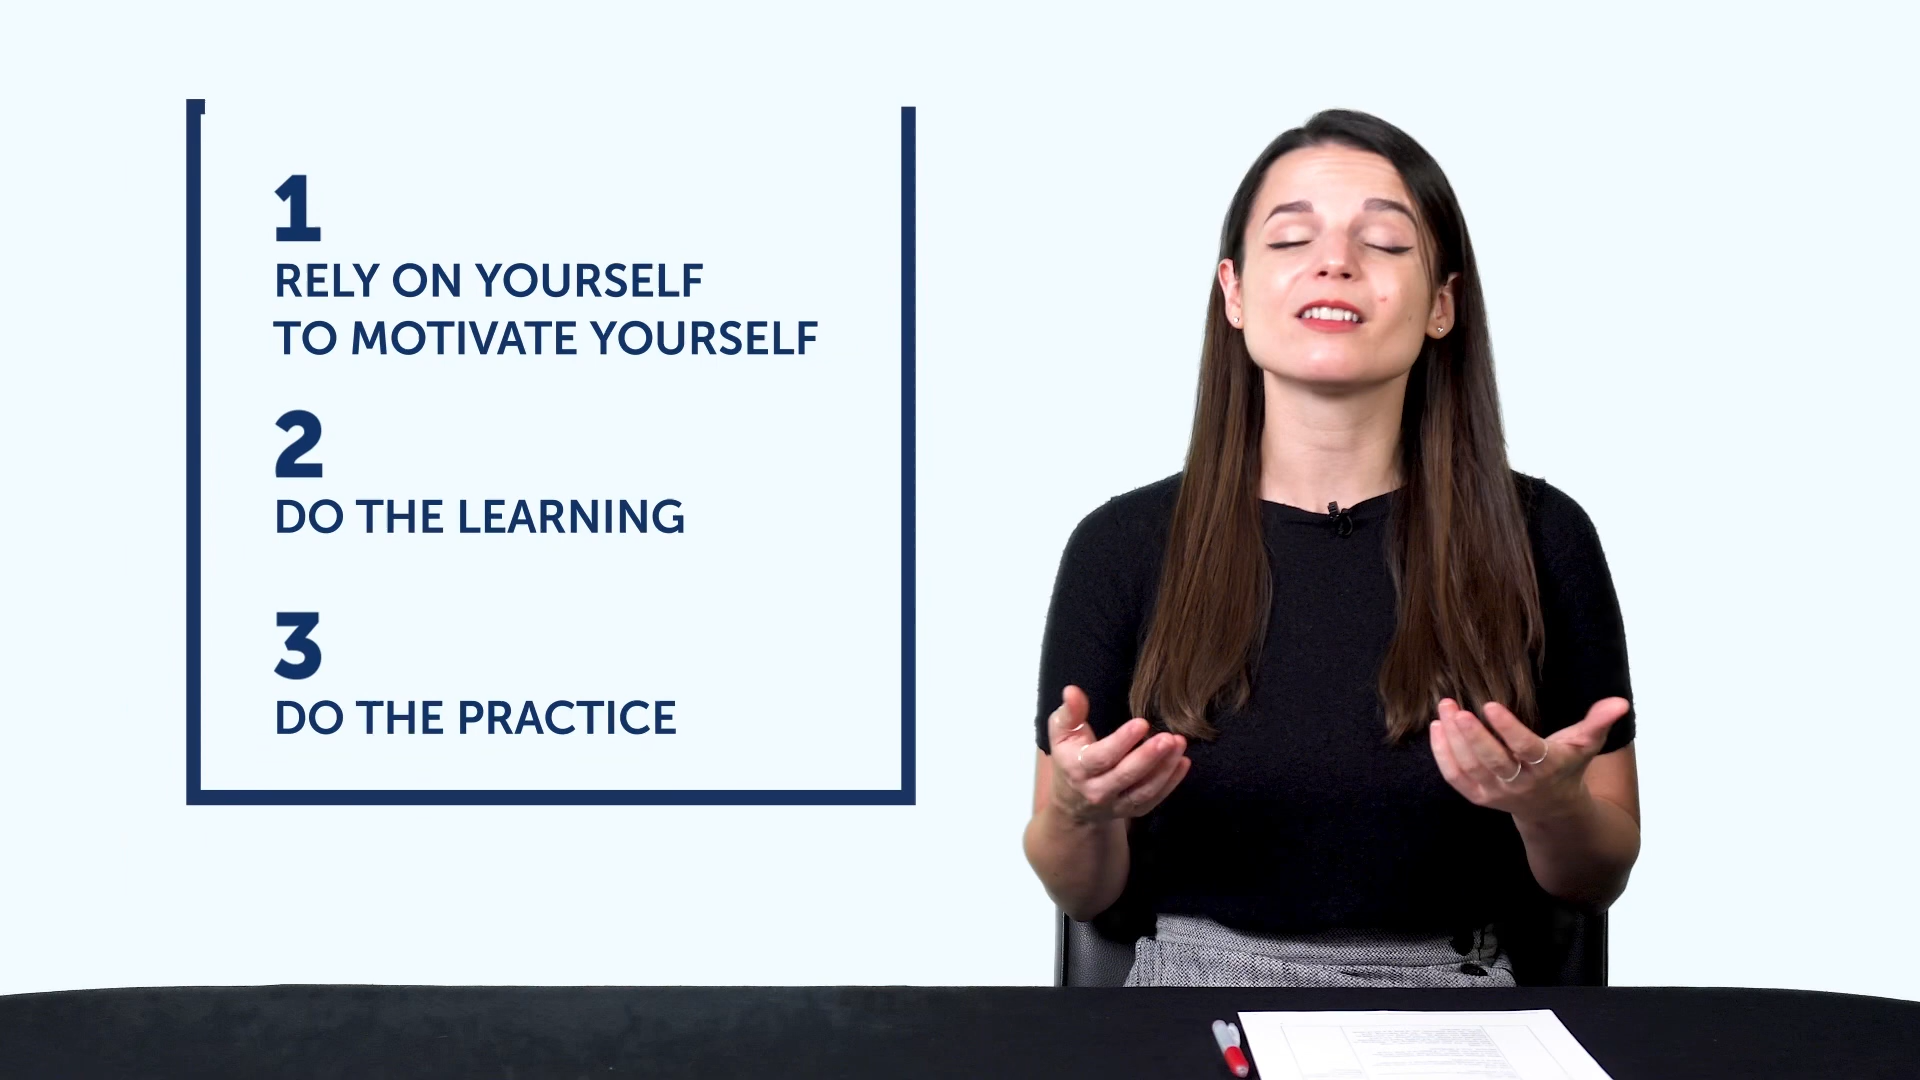 1
RELY ON YOURSELF
TO MOTIVATE YOURSELF
2
DO THE LEARNING
3
DO THE PRACTICE